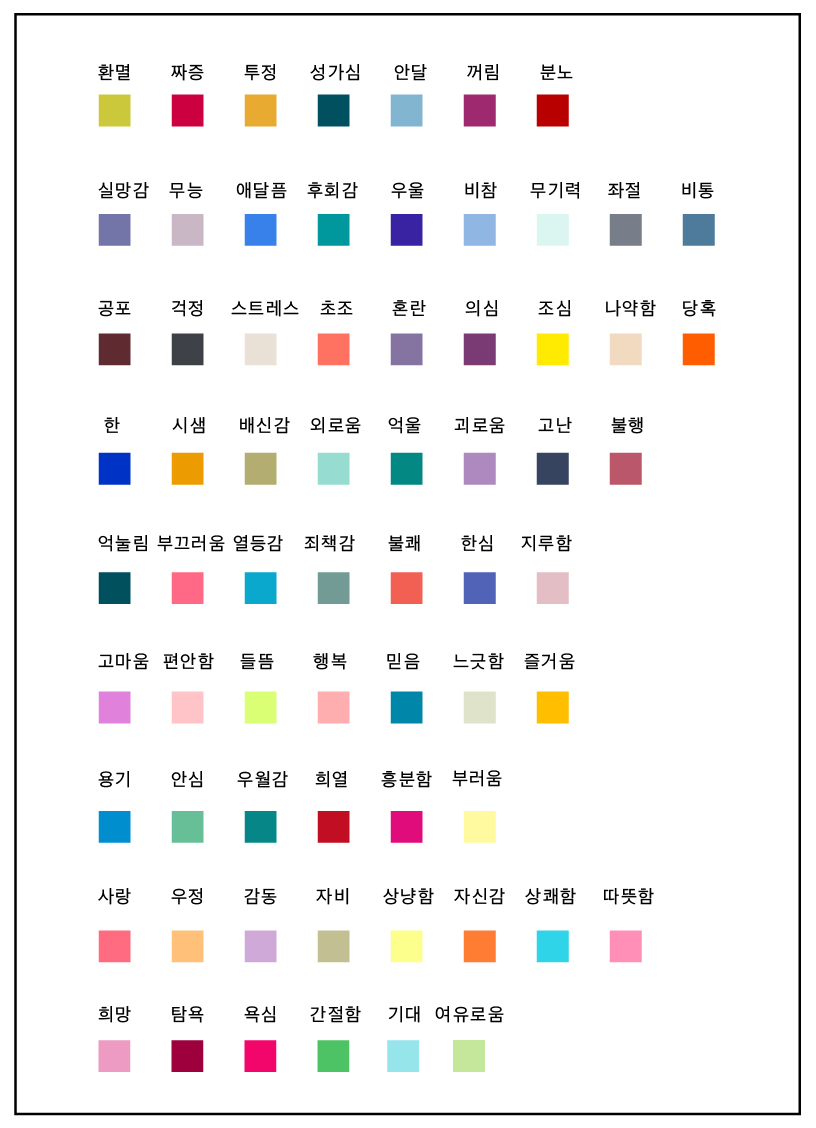 환멸 짜증 투정 성가심 안달 꺼림 분노
실망감 무능 애달픔 후회감 우울 비참 무기력 좌절 비통
공포 걱정 스트레스 초조 혼란 의심 조심 나약함 당혹
한 시샘 배신감 외로움 억울 괴로움 고난 불행
억눌림 부끄러움 열등감 죄책감 불쾌 한심 지루함
고마움 편안함 들뜸 행복 믿음 느긋함 즐거움
용기 안심 우월감 희열 흥분함 부러움
사랑 우정 감동 자비 상냥함 자신감 상쾌함 따뜻함
희망 탐욕 욕심 간절함 기대 여유로움